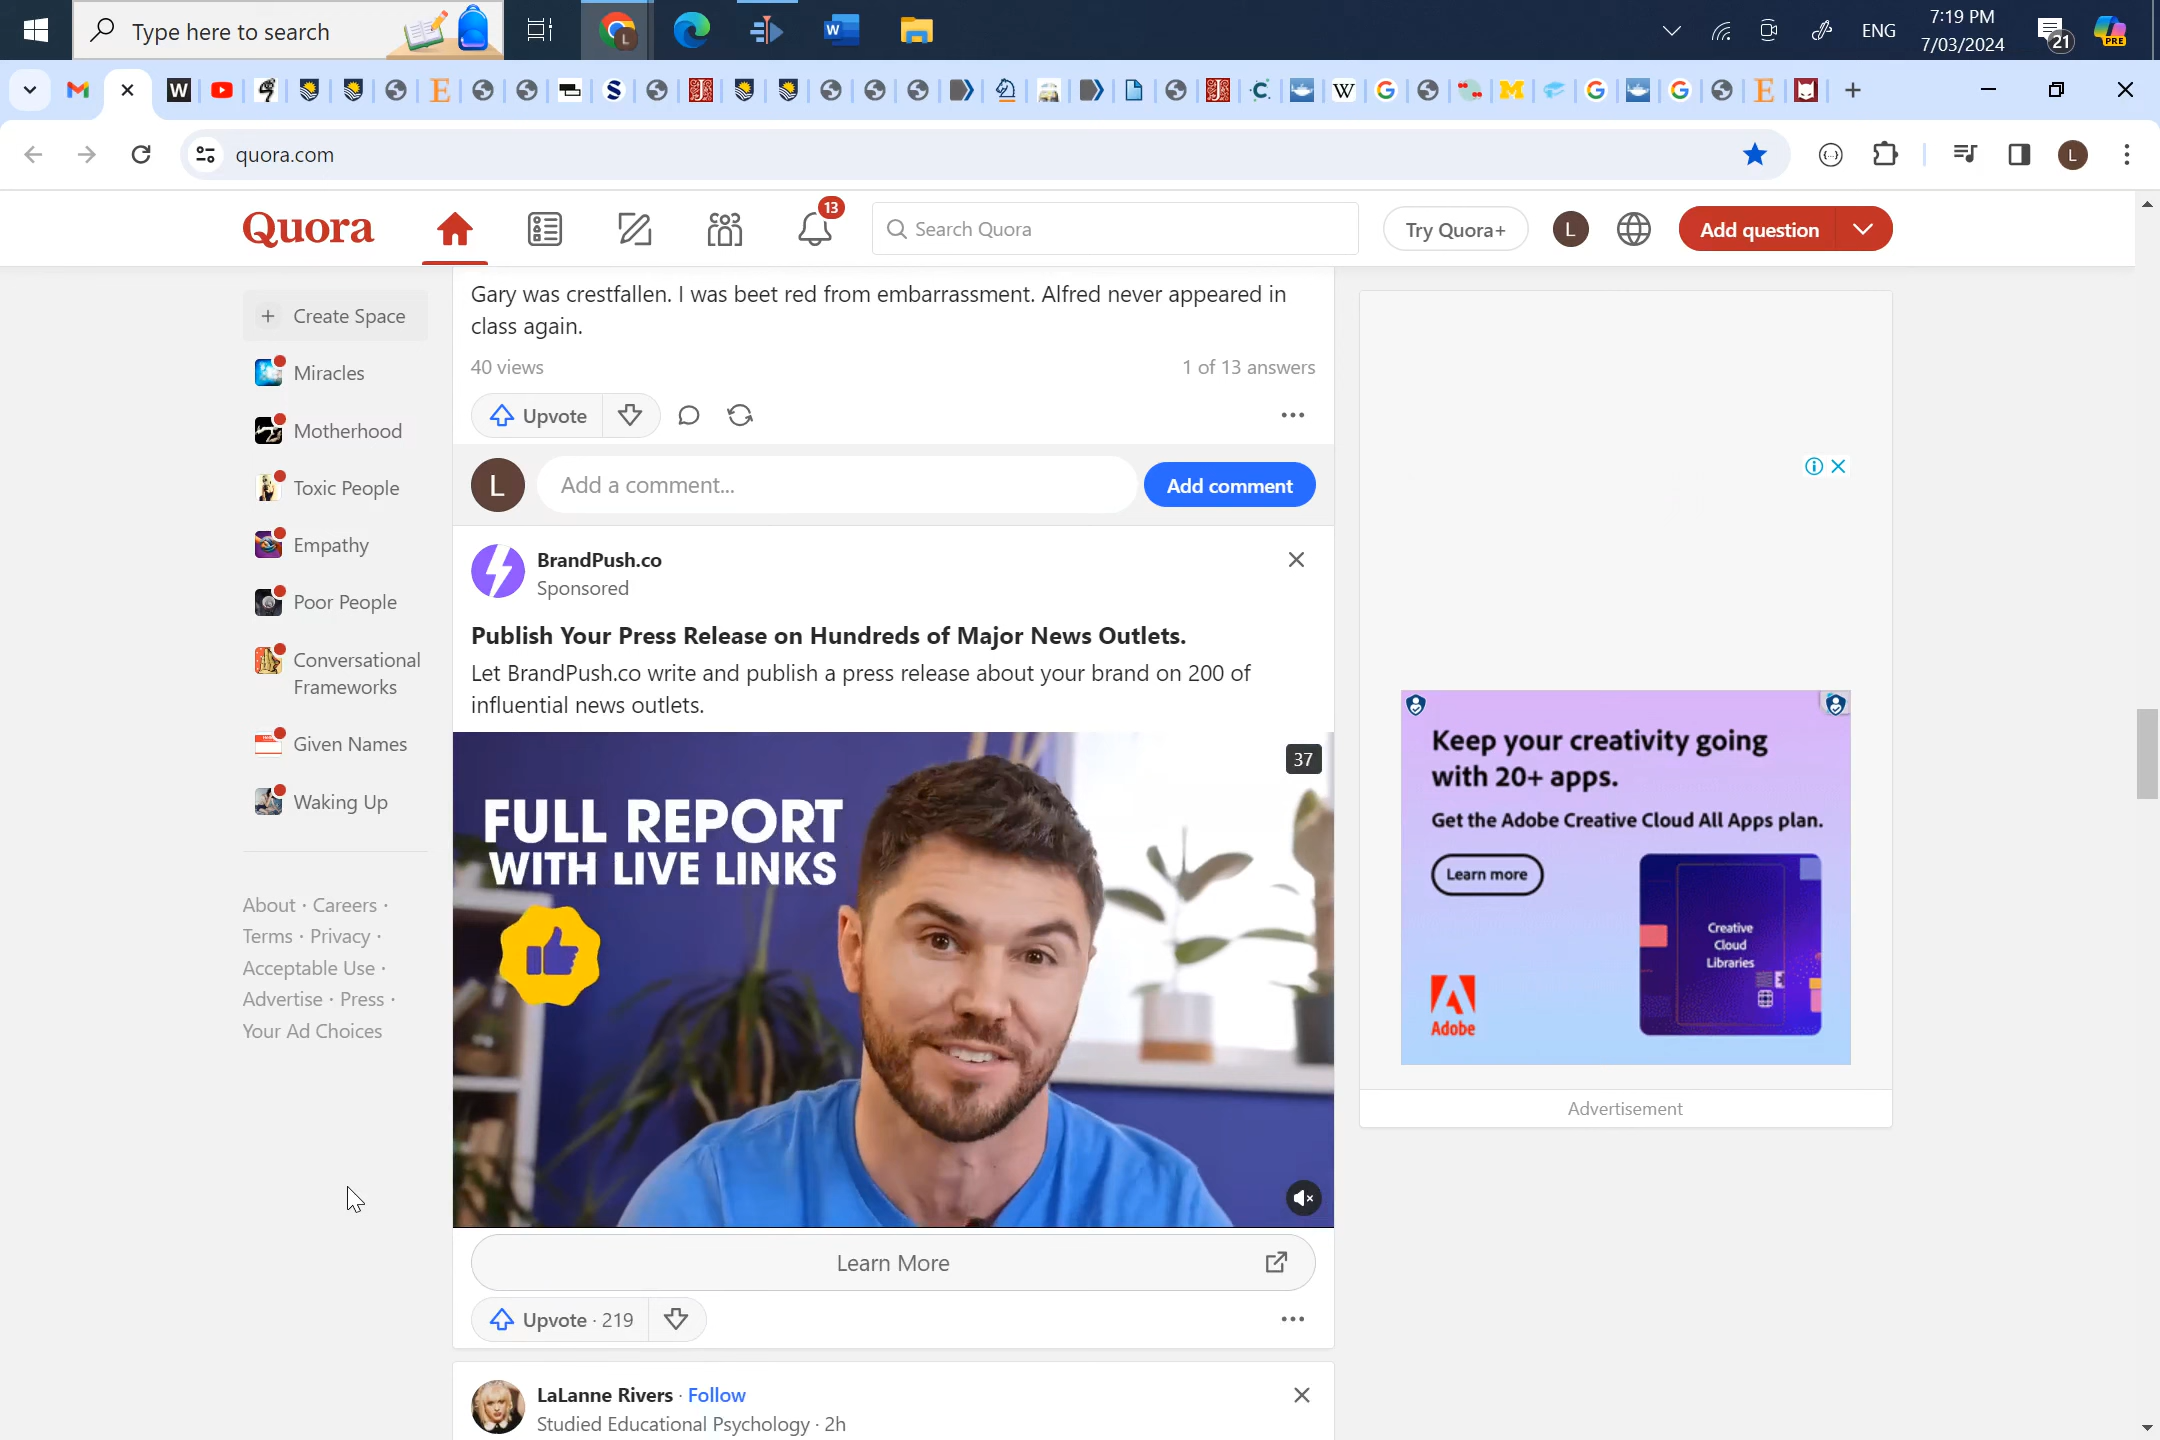 Type here to search
ENG
7:19 PM
7/03/2024
21
PRE
quora.com
L
Quora
13
Search Quora
Try Quora+
L
Add question
Create Space
Miracles
Motherhood
Toxic People
Empathy
Poor People
Conversational
Frameworks
Given Names
Waking Up
About · Careers ·
Terms · Privacy ·
Acceptable Use ·
Advertise · Press ·
Your Ad Choices
Gary was crestfallen. I was beet red from embarrassment. Alfred never appeared in
class again.
40 views
1 of 13 answers
Upvote
L
Add a comment...
Add comment
BrandPush.co
Sponsored
Publish Your Press Release on Hundreds of Major News Outlets.
Let BrandPush.co write and publish a press release about your brand on 200 of
influential news outlets.
37
FULL REPORT
WITH LIVE LINKS
Learn More
Upvote · 219
LaLanne Rivers · Follow
Studied Educational Psychology · 2h
Keep your creativity going
with 20+ apps.
Get the Adobe Creative Cloud All Apps plan.
Learn more
Creative
Cloud
Libraries
Adobe
Advertisement